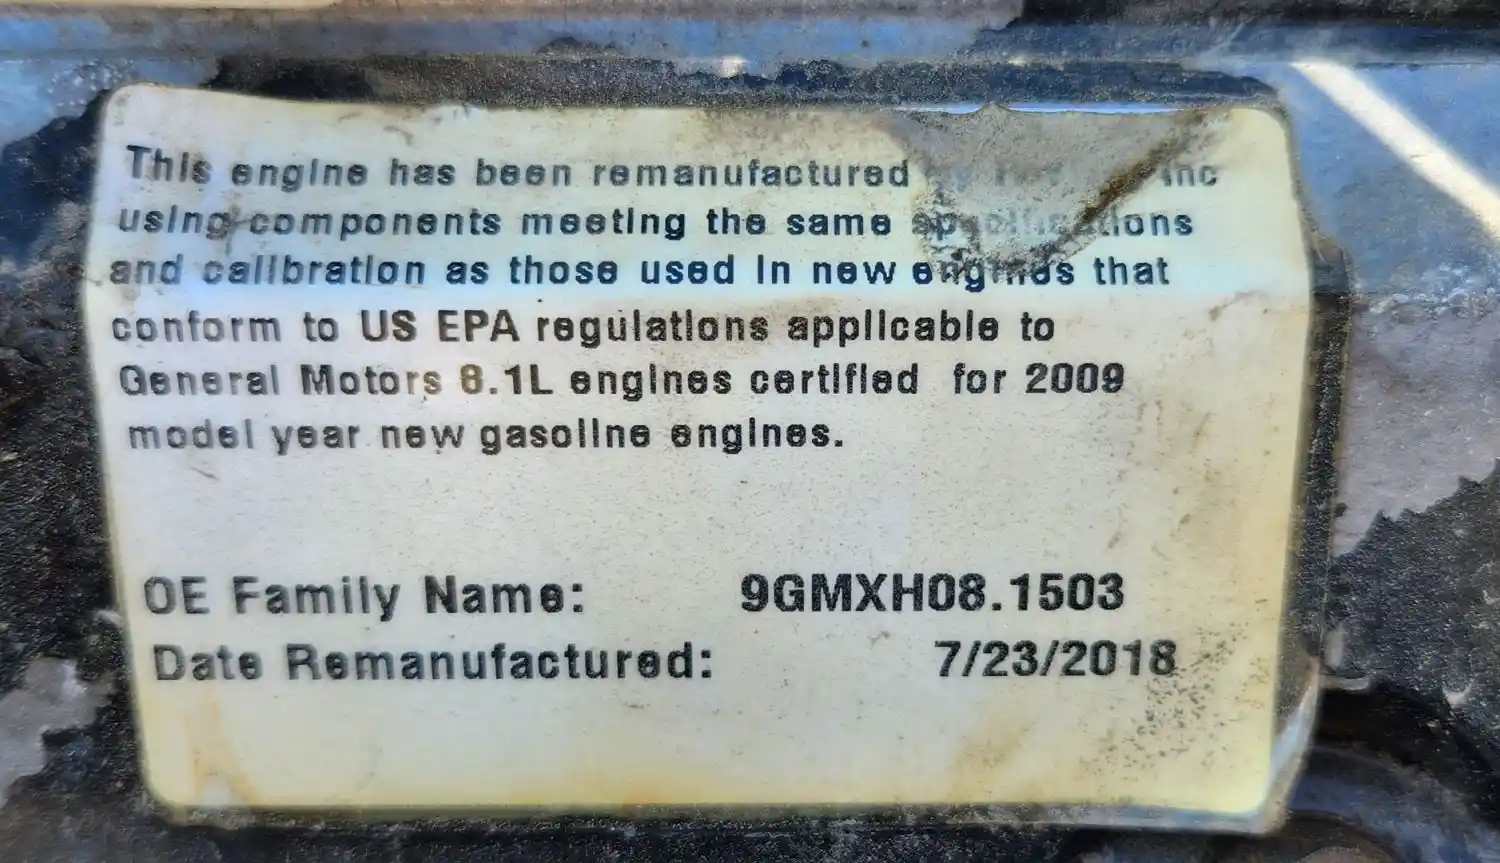 This engine has been remanufactured Inc
using components meeting the same specifications
and calibration as those used in new engines that
conform to US EPA regulations applicable to
General Motors 8.1L engines certified for 2009
model year new gasoline engines.
OE Family Name: 9GMXH08.1503
Date Remanufactured: 7/23/2018